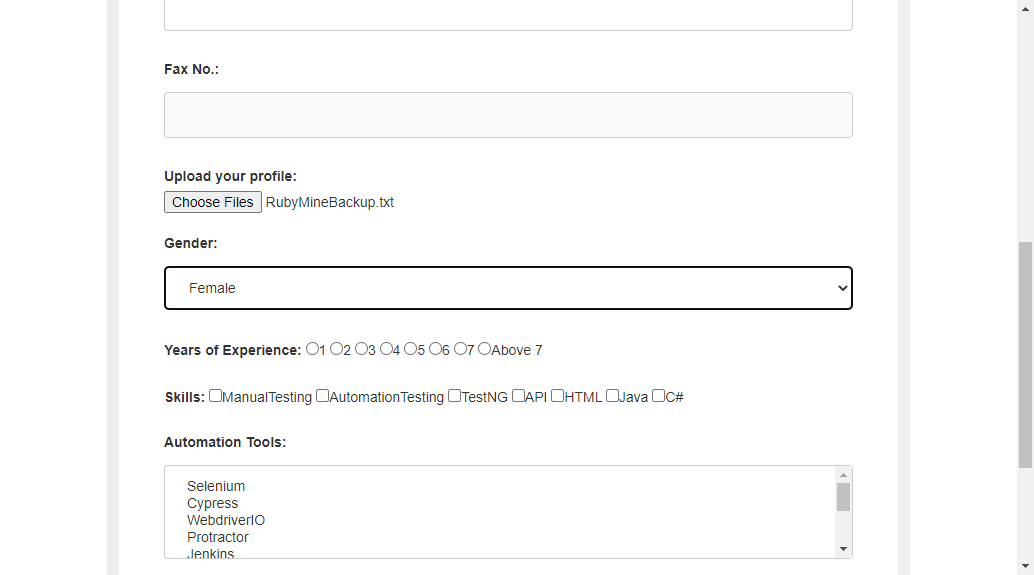 Fax No.:
Upload your profile:
Choose Files RubyMineBackup.txt
Gender:
Female
Years of Experience: 1 2 3 4 5 6 7 Above 7
Skills: ManualTesting AutomationTesting TestNG API HTML Java C#
Automation Tools:
Selenium
Cypress
WebdriverIO
Protractor
Jenkins